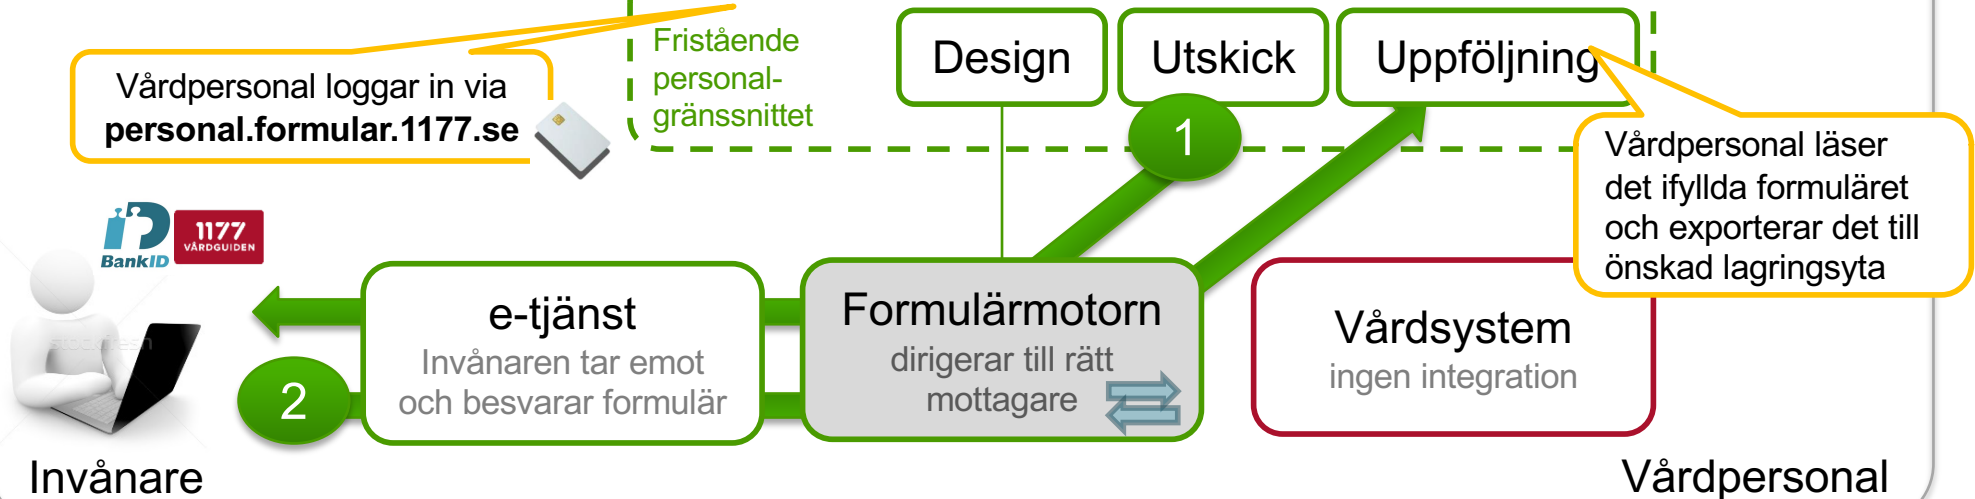 Fristående
personal-
gränssnittet
Design
Utskick
Uppföljning
Vårdpersonal loggar in via
personal.formular.1177.se
1
Vårdpersonal läser
det ifyllda formuläret
och exporterar det till
önskad lagringsyta
BankID
1177
VÅRDGUIDEN
e-tjänst
Invånaren tar emot
och besvarar formulär
Formulärmotorn
dirigerar till rätt
mottagare
Vårdsystem
ingen integration
2
Invånare
Vårdpersonal